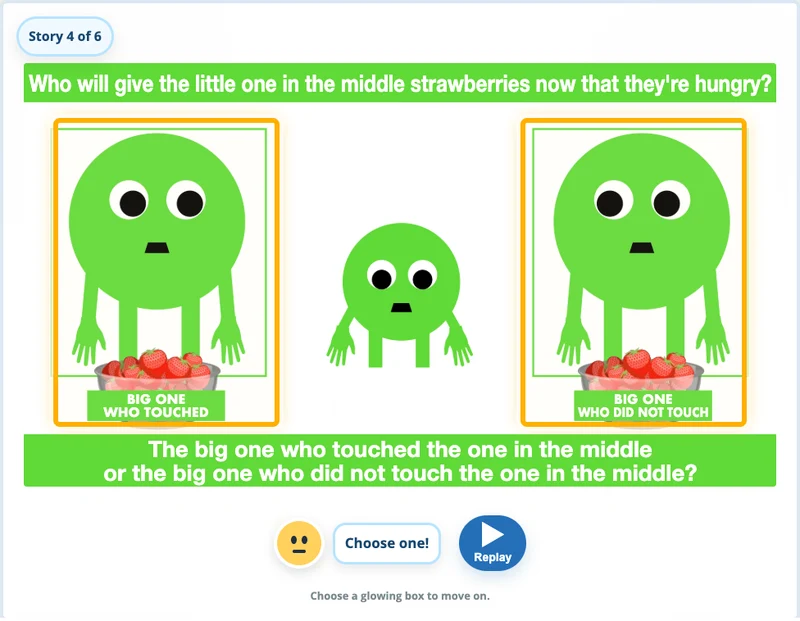 Story 4 of 6
Who will give the little one in the middle strawberries now that they're hungry?
BIG ONE
WHO TOUCHED
BIG ONE
WHO DID NOT TOUCH
The big one who touched the one in the middle
or the big one who did not touch the one in the middle?
Choose one!
Replay
Choose a glowing box to move on.